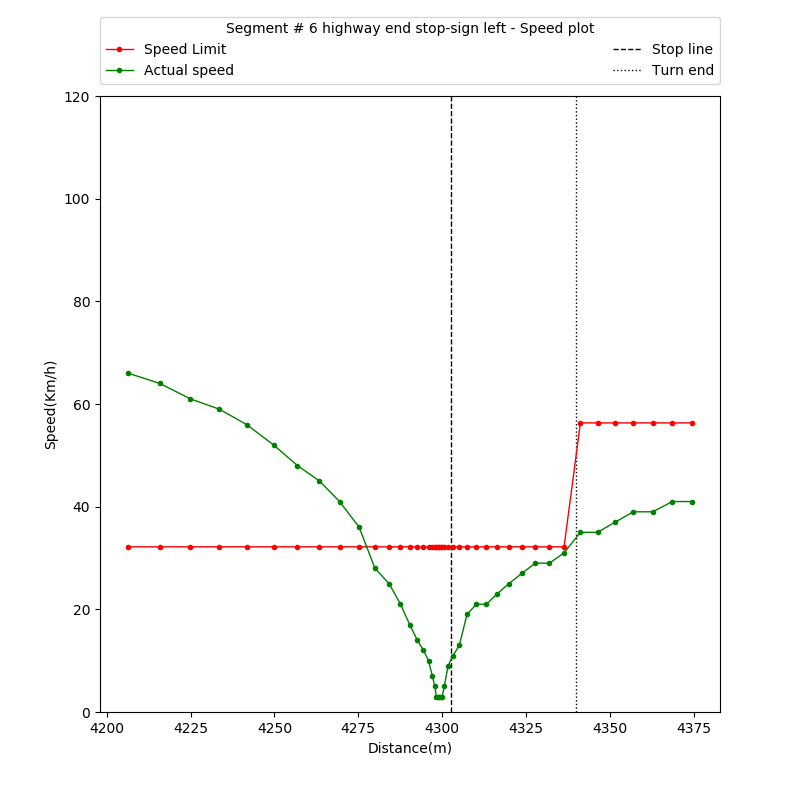 Segment # 6 highway end stop-sign left - Speed plot
Speed Limit
Actual speed
Stop line
Turn end
120
100
80
60
40
20
0
Speed(Km/h)
4200 4225 4250 4275 4300 4325 4350 4375
Distance(m)